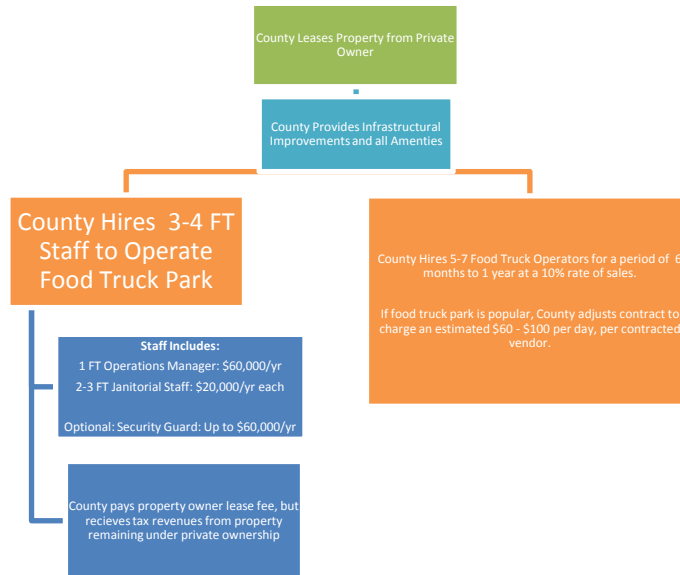 County Leases Property from Private
Owner
County Provides Infrastructural
Improvements and all Amenties
County Hires 3-4 FT
Staff to Operate
Food Truck Park
County Hires 5-7 Food Truck Operators for a period of 6
months to 1 year at a 10% rate of sales.
If food truck park is popular, County adjusts contract to
charge an estimated $60 - $100 per day, per contracted
vendor.
Staff Includes:
1 FT Operations Manager: $60,000/yr
2-3 FT Janitorial Staff: $20,000/yr each
Optional: Security Guard: Up to $60,000/yr
County pays property owner lease fee, but
recieves tax revenues from property
remaining under private ownership